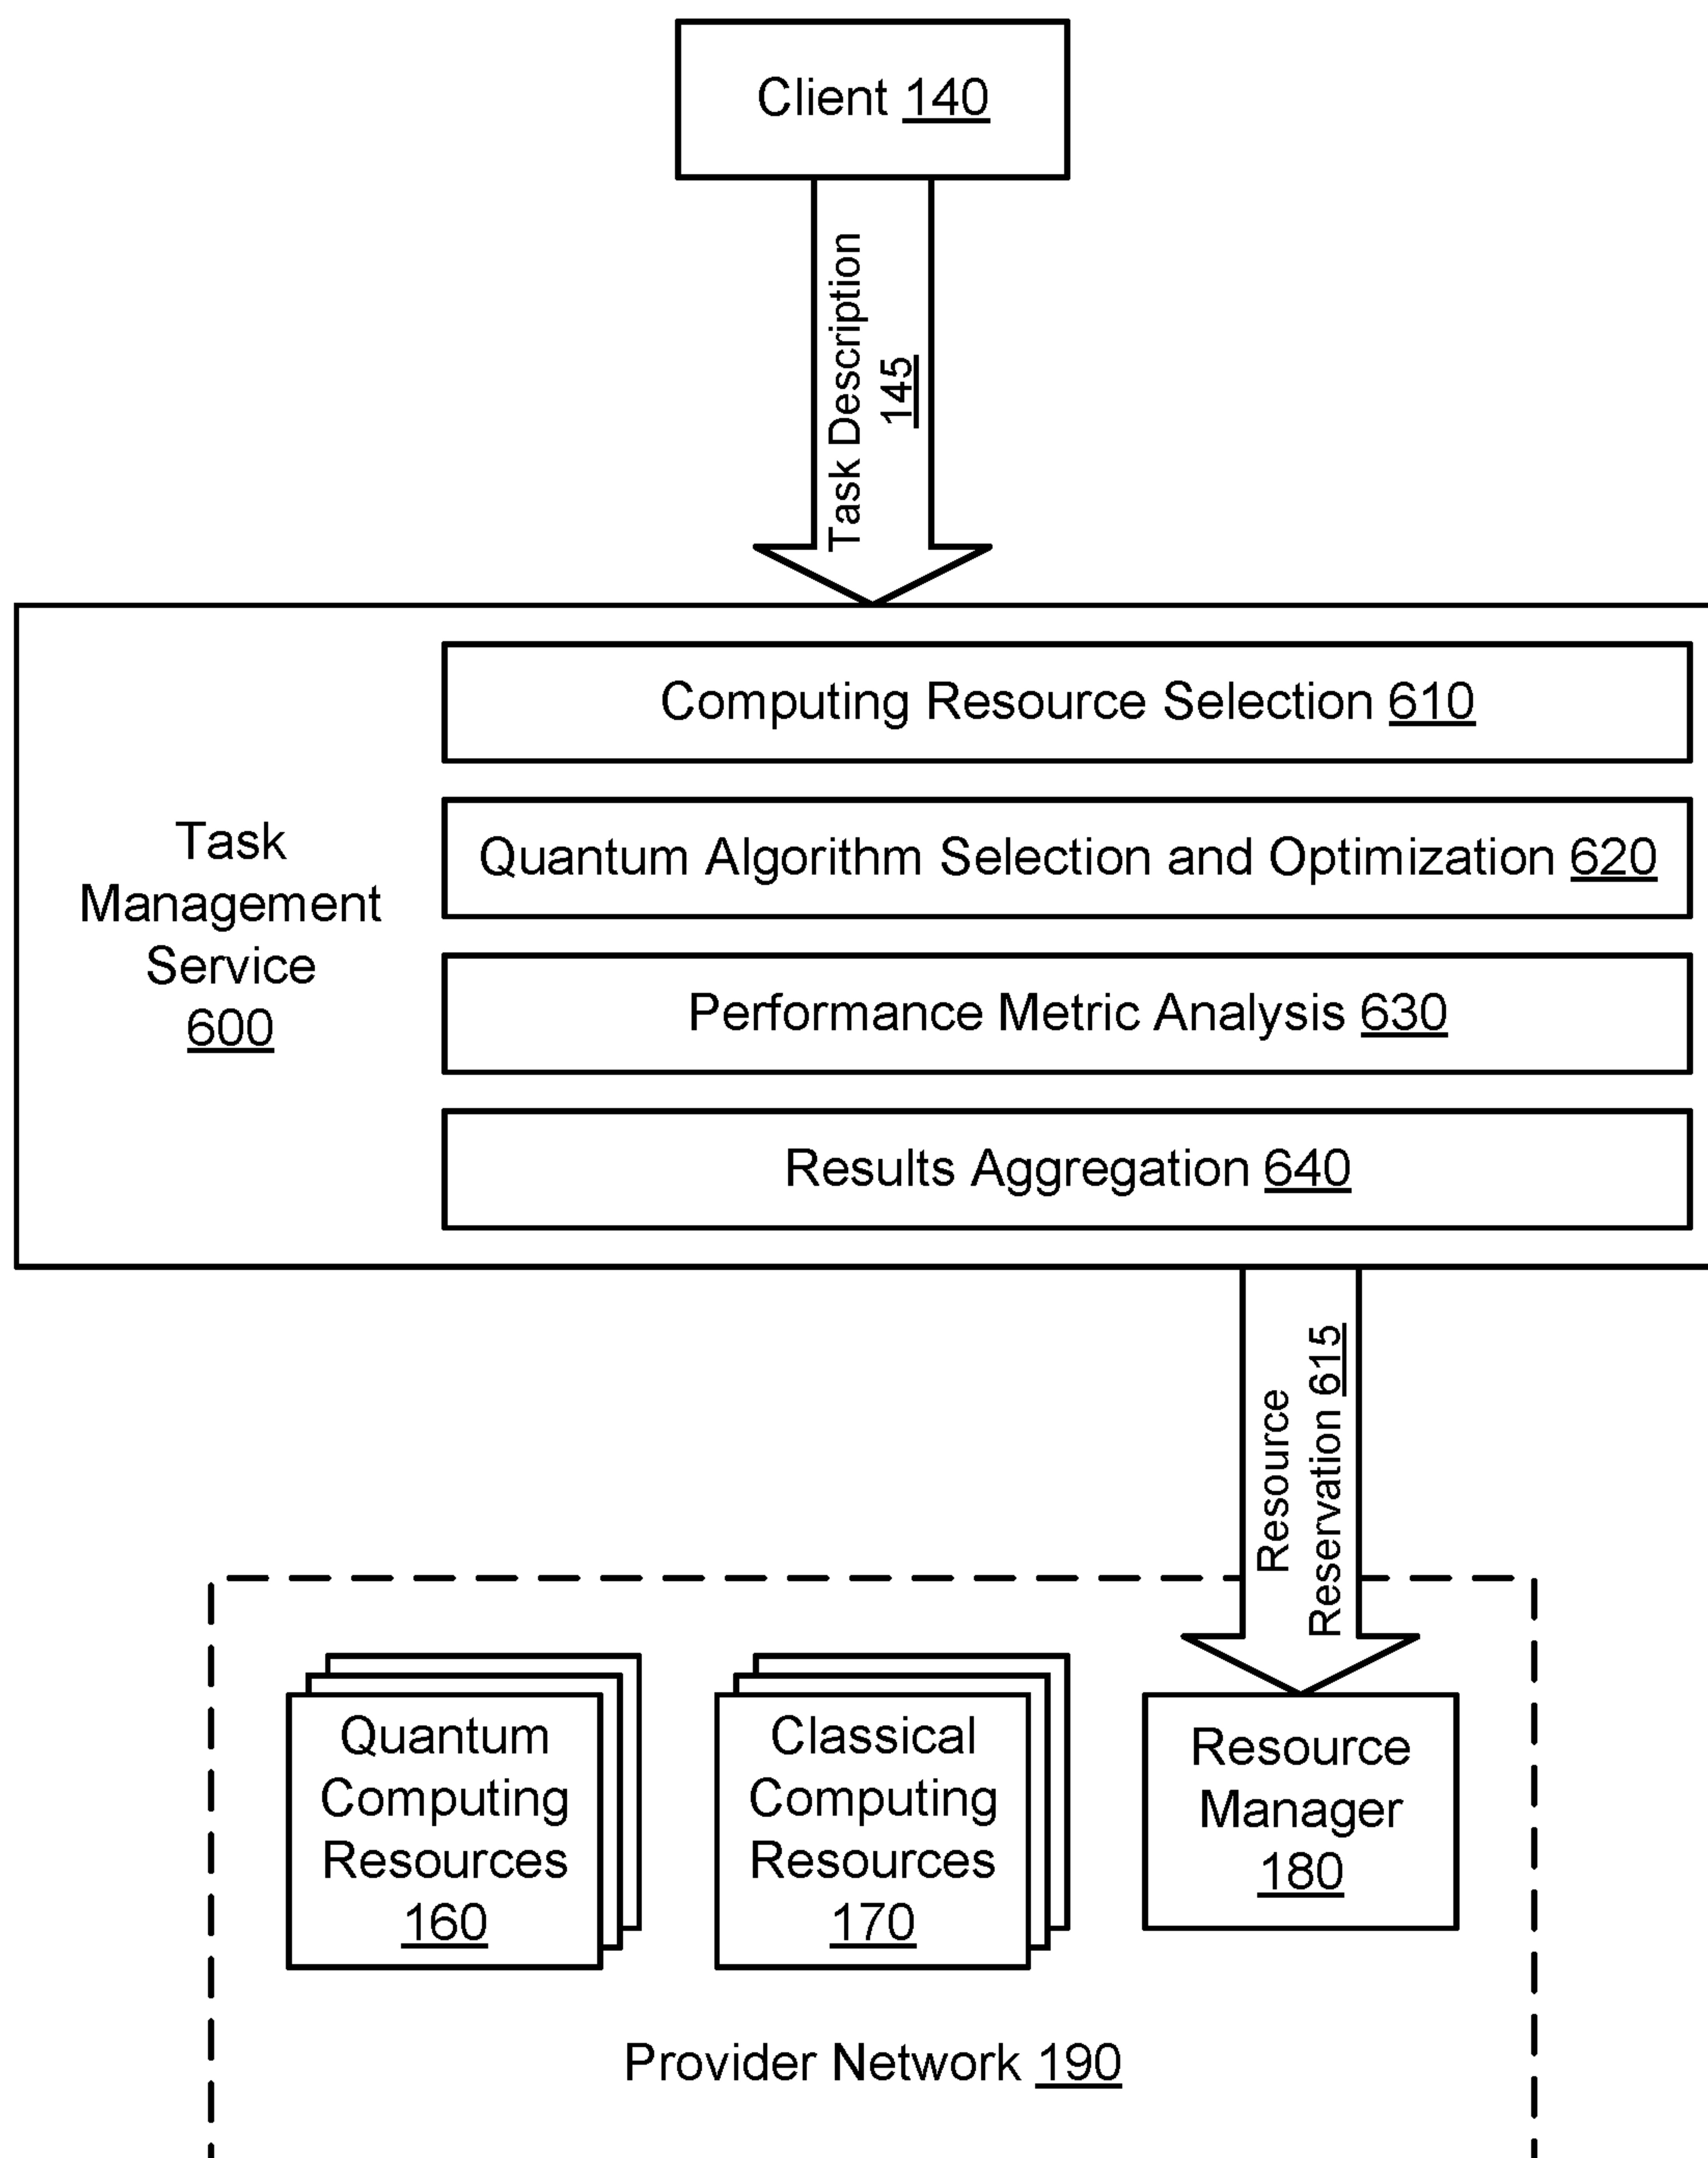 Client 140
Task Description
145
Computing Resource Selection 610
Quantum Algorithm Selection and Optimization 620
Performance Metric Analysis 630
Results Aggregation 640
Task
Management
Service
600
Resource
Reservation 615
Quantum
Computing
Resources
160
Classical
Computing
Resources
170
Resource
Manager
180
Provider Network 190